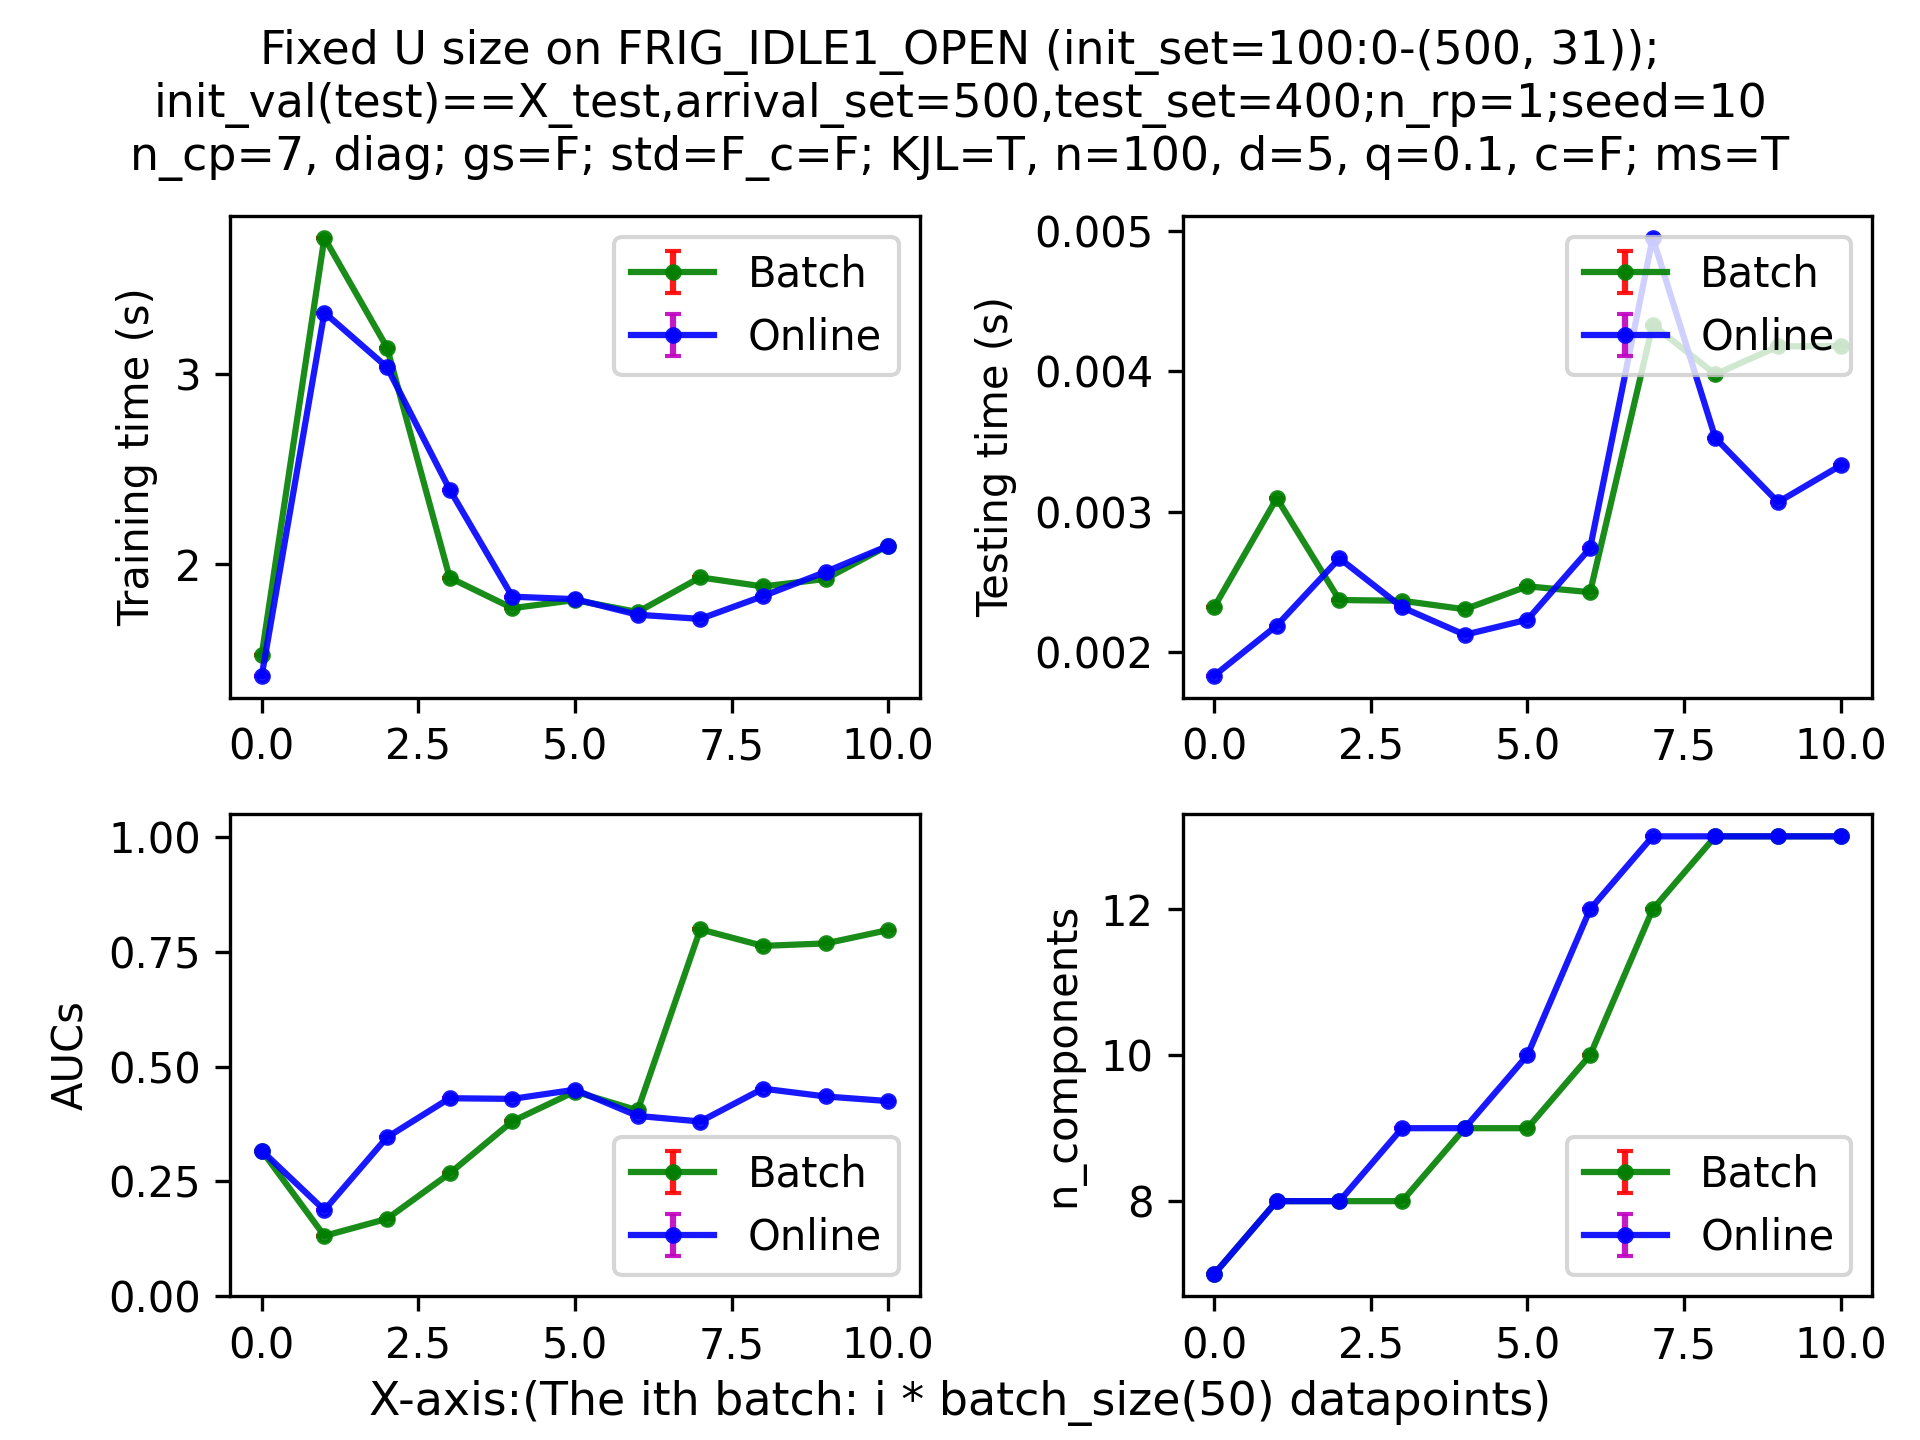 Fixed U size on FRIG_IDLE1_OPEN (init_set=100:0-(500, 31));
init_val(test)==X_test,arrival_set=500,test_set=400;n_rp=1;seed=10
n_cp=7, diag; gs=F; std=F_c=F; KJL=T, n=100, d=5, q=0.1, c=F; ms=T
Training time (s)
3
2
Batch
Online
0.0 2.5 5.0 7.5 10.0
Testing time (s)
0.005
0.004
0.003
0.002
Batch
Online
0.0 2.5 5.0 7.5 10.0
AUCs
1.00
0.75
0.50
0.25
0.00
Batch
Online
0.0 2.5 5.0 7.5 10.0
n_components
12
10
8
Batch
Online
0.0 2.5 5.0 7.5 10.0
X-axis:(The ith batch: i * batch_size(50) datapoints)